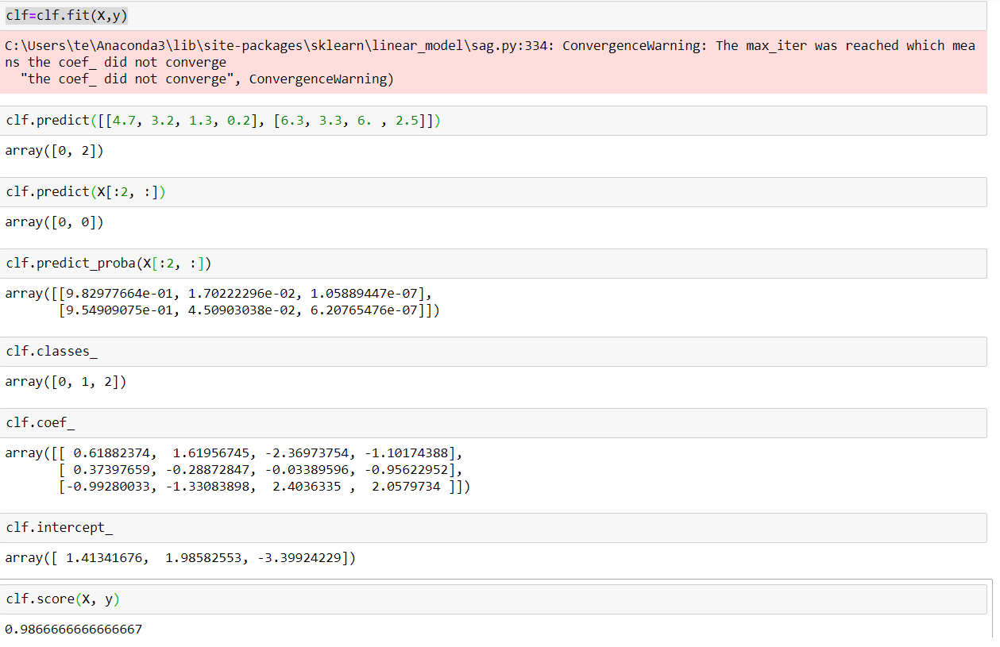 clf=clf.fit(X,y)
C:\Users\te\Anaconda3\lib\site-packages\sklearn\linear_model\sag.py:334: ConvergenceWarning: The max_iter was reached which mea
ns the coef_ did not converge
  "the coef_ did not converge", ConvergenceWarning)
clf.predict([[4.7, 3.2, 1.3, 0.2], [6.3, 3.3, 6. , 2.5]])
array([0, 2])
clf.predict(X[:2, :])
array([0, 0])
clf.predict_proba(X[:2, :])
array([[9.82977664e-01, 1.70222296e-02, 1.05889447e-07],
       [9.54909075e-01, 4.50903038e-02, 6.20765476e-07]])
clf.classes_
array([0, 1, 2])
clf.coef_
array([[ 0.61882374,  1.61956745, -2.36973754, -1.10174388],
       [ 0.37397659, -0.28872847, -0.03389596, -0.95622952],
       [-0.99280033, -1.33083898,  2.4036335 ,  2.0579734 ]])
clf.intercept_
array([ 1.41341676,  1.98582553, -3.39924229])
clf.score(X, y)
0.9866666666666667